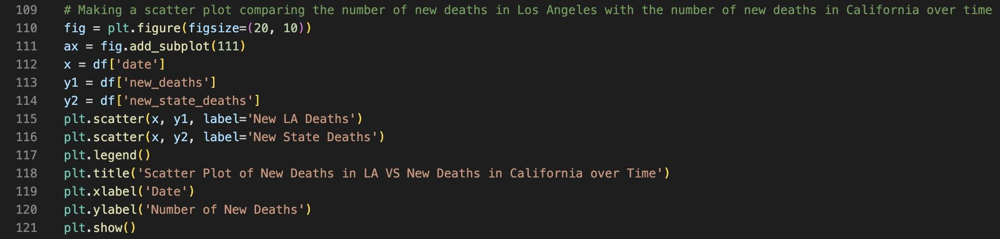 109 # Making a scatter plot comparing the number of new deaths in Los Angeles with the number of new deaths in California over time
110 fig = plt.figure(figsize=(20, 10))
111 ax = fig.add_subplot(111)
112 x = df['date']
113 y1 = df['new_deaths']
114 y2 = df['new_state_deaths']
115 plt.scatter(x, y1, label='New LA Deaths')
116 plt.scatter(x, y2, label='New State Deaths')
117 plt.legend()
118 plt.title('Scatter Plot of New Deaths in LA VS New Deaths in California over Time')
119 plt.xlabel('Date')
120 plt.ylabel('Number of New Deaths')
121 plt.show()